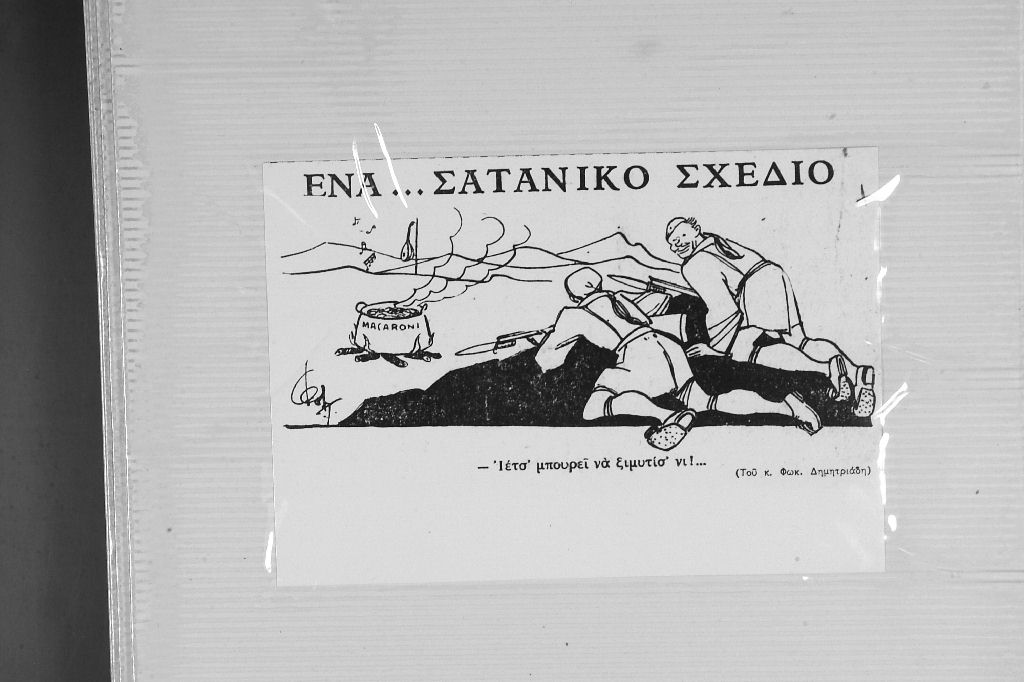 ΕΝΑ... ΣΑΤΑΝΙΚΟ ΣΧΕΔΙΟ
MACARONI
— Ἰέτσ' μπουρεῖ νὰ ξιμυτίσ' νι!...
(Τοῦ κ. Φωκ. Δημητριάδη)